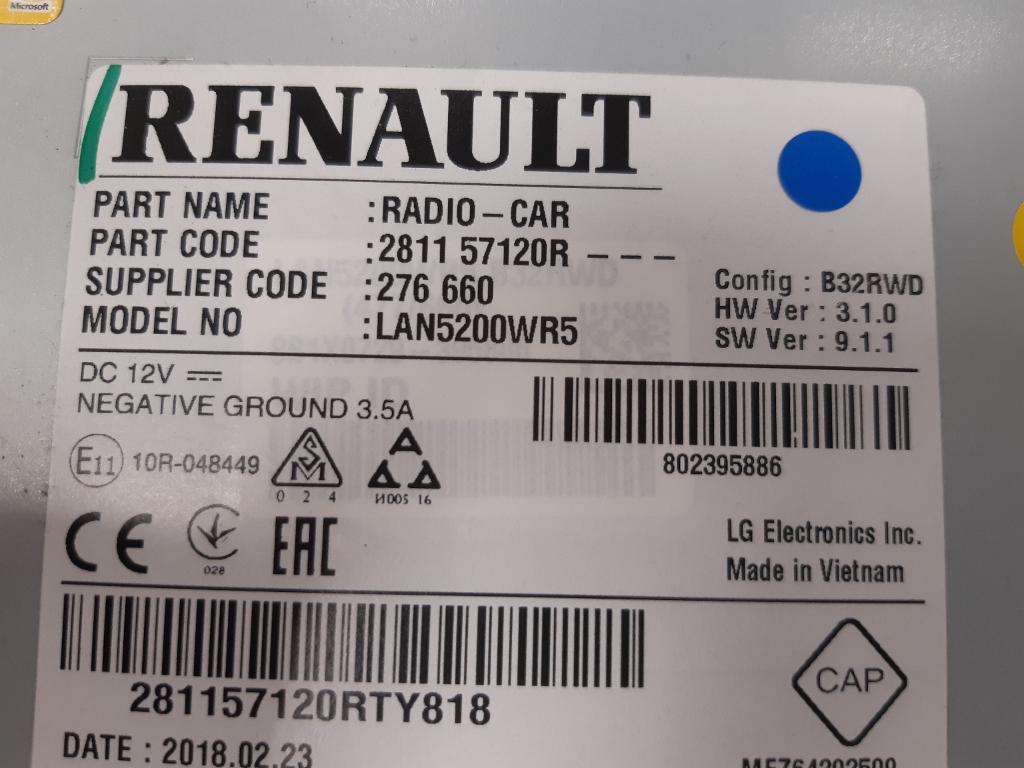 Microsoft
RENAULT
PART NAME :RADIO-CAR
PART CODE :2811 57120R - - -
SUPPLIER CODE :276 660
MODEL NO :LAN5200WR5
Config : B32RWD
HW Ver : 3.1.0
SW Ver : 9.1.1
DC 12V
NEGATIVE GROUND 3.5A
802395886
E11 10R-048449
SM
0 2 4
И005 16
CE
028
EAC
LG Electronics Inc.
Made in Vietnam
281157120RTY818
CAP
DATE : 2018.02.23